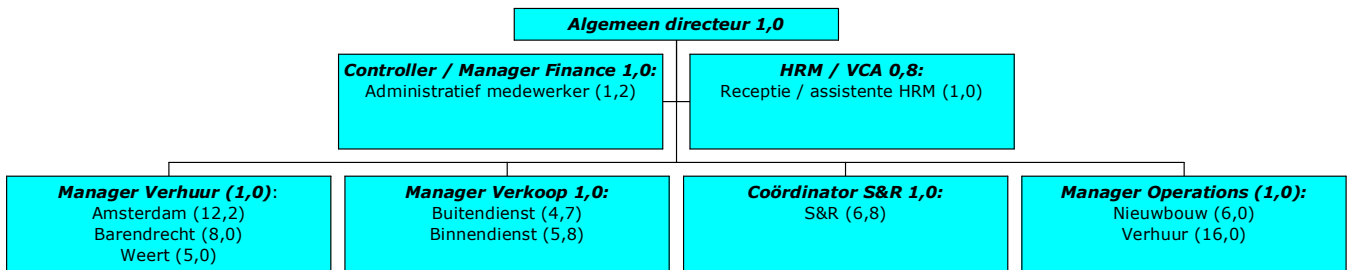 Algemeen directeur 1,0
Controller / Manager Finance 1,0:
Administratief medewerker (1,2)
HRM / VCA 0,8:
Receptie / assistente HRM (1,0)
Manager Verhuur (1,0):
Amsterdam (12,2)
Barendrecht (8,0)
Weert (5,0)
Manager Verkoop 1,0:
Buitendienst (4,7)
Binnendienst (5,8)
Coördinator S&R 1,0:
S&R (6,8)
Manager Operations (1,0):
Nieuwbouw (6,0)
Verhuur (16,0)